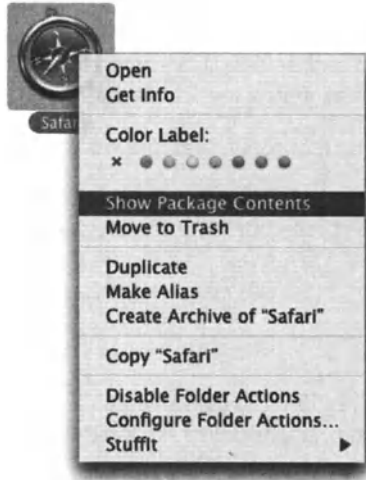 Safari
Open
Get Info
Color Label:
×
Show Package Contents
Move to Trash
Duplicate
Make Alias
Create Archive of “Safari”
Copy “Safari”
Disable Folder Actions
Configure Folder Actions...
StuffIt